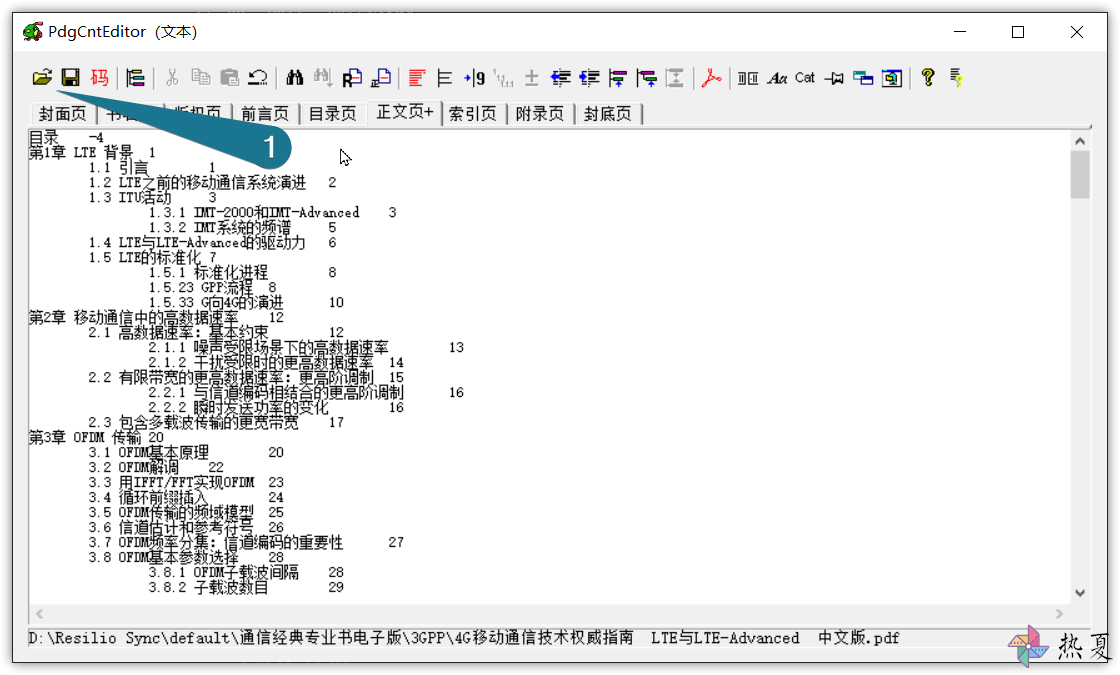 PdgCntEditor (文本)
码 9 Aa Cat
封面页 版权页 前言页 目录页 正文页+ 索引页 附录页 封底页
1
目录 -4
第1章 LTE 背景 1
1.1 引言 1
1.2 LTE之前的移动通信系统演进 2
1.3 ITU活动 3
1.3.1 IMT-2000和IMT-Advanced 3
1.3.2 IMT系统的频谱 5
1.4 LTE与LTE-Advanced的驱动力 6
1.5 LTE的标准化 7
1.5.1 标准化进程 8
1.5.23 GPP流程 8
1.5.33 G向4G的演进 10
第2章 移动通信中的高数据速率 12
2.1 高数据速率: 基本约束 12
2.1.1 噪声受限场景下的高数据速率 13
2.1.2 干扰受限时的更高数据速率 14
2.2 有限带宽的更高数据速率: 更高阶调制 15
2.2.1 与信道编码相结合的更高阶调制 16
2.2.2 瞬时发送功率的变化 16
2.3 包含多载波传输的更宽带宽 17
第3章 OFDM 传输 20
3.1 OFDM基本原理 20
3.2 OFDM解调 22
3.3 用IFFT/FFT实现OFDM 23
3.4 循环前缀插入 24
3.5 OFDM传输的频域模型 25
3.6 信道估计和参考符号 26
3.7 OFDM频率分集: 信道编码的重要性 27
3.8 OFDM基本参数选择 28
3.8.1 OFDM子载波间隔 28
3.8.2 子载波数目 29
D:\Resilio Sync\default\通信经典专业书电子版\3GPP\4G移动通信技术权威指南 LTE与LTE-Advanced 中文版.pdf
热夏